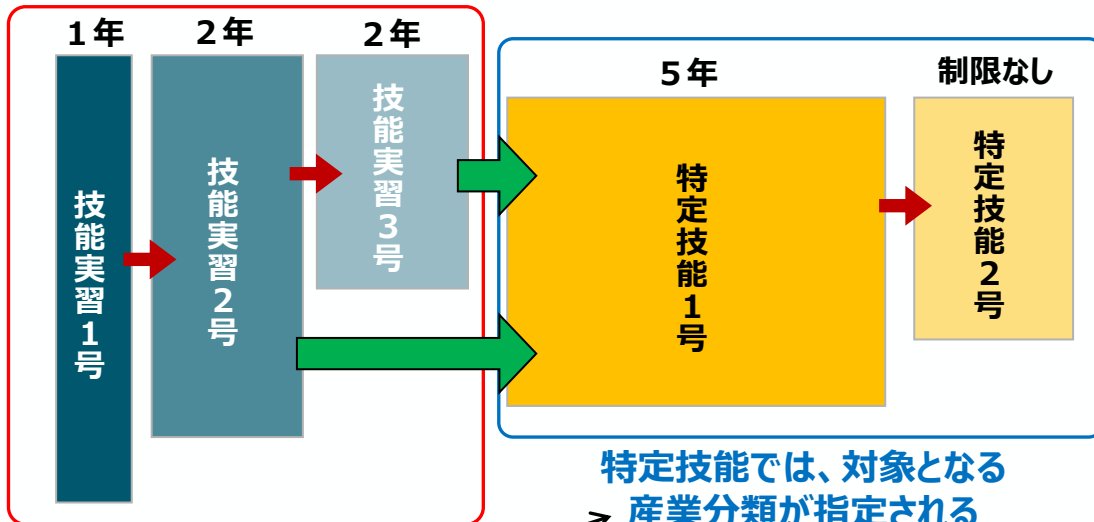 1年
2年
2年
5年
制限なし
技能実習1号
技能実習2号
技能実習3号
特定技能1号
特定技能2号
特定技能では、対象となる
産業分類が指定される